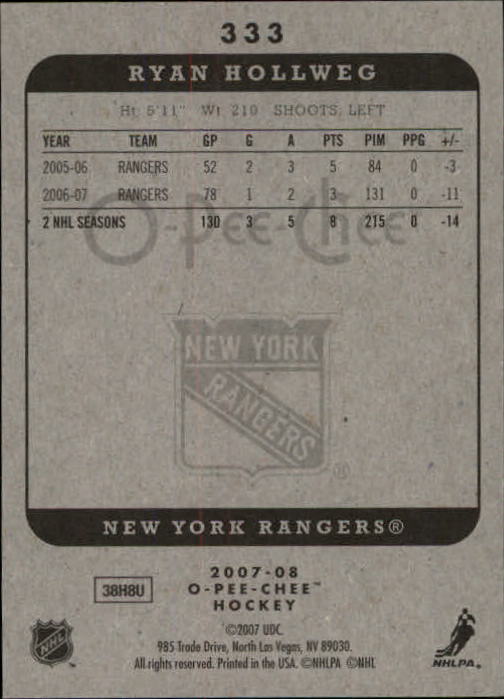 333
RYAN HOLLWEG
Ht. 5'11" Wt. 210 SHOOTS: LEFT
YEAR TEAM GP G A PTS PIM PPG +/-
2005-06 RANGERS 52 2 3 5 84 0 -3
2006-07 RANGERS 78 1 2 3 131 0 -11
2 NHL SEASONS 130 3 5 8 215 0 -14
O-Pee-Chee
NEW YORK
RANGERS
®
NEW YORK RANGERS®
2007-08
38H8U
O-PEE-CHEE™
HOCKEY
©2007 UDC.
985 Trade Drive, North Las Vegas, NV 89030.
All rights reserved. Printed in the USA. ©NHLPA ©NHL
NHL
NHLPA®